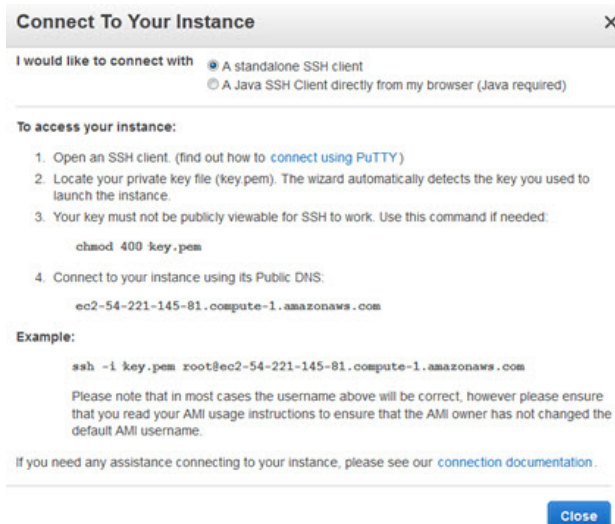 Connect To Your Instance
I would like to connect with
A standalone SSH client
A Java SSH Client directly from my browser (Java required)
To access your instance:
1. Open an SSH client. (find out how to connect using PuTTY)
2. Locate your private key file (key.pem). The wizard automatically detects the key you used to
launch the instance.
3. Your key must not be publicly viewable for SSH to work. Use this command if needed:
chmod 400 key.pem
4. Connect to your instance using its Public DNS:
ec2-54-221-145-81.compute-1.amazonaws.com
Example:
ssh -i key.pem root@ec2-54-221-145-81.compute-1.amazonaws.com
Please note that in most cases the username above will be correct, however please ensure
that you read your AMI usage instructions to ensure that the AMI owner has not changed the
default AMI username.
If you need any assistance connecting to your instance, please see our connection documentation.
Close